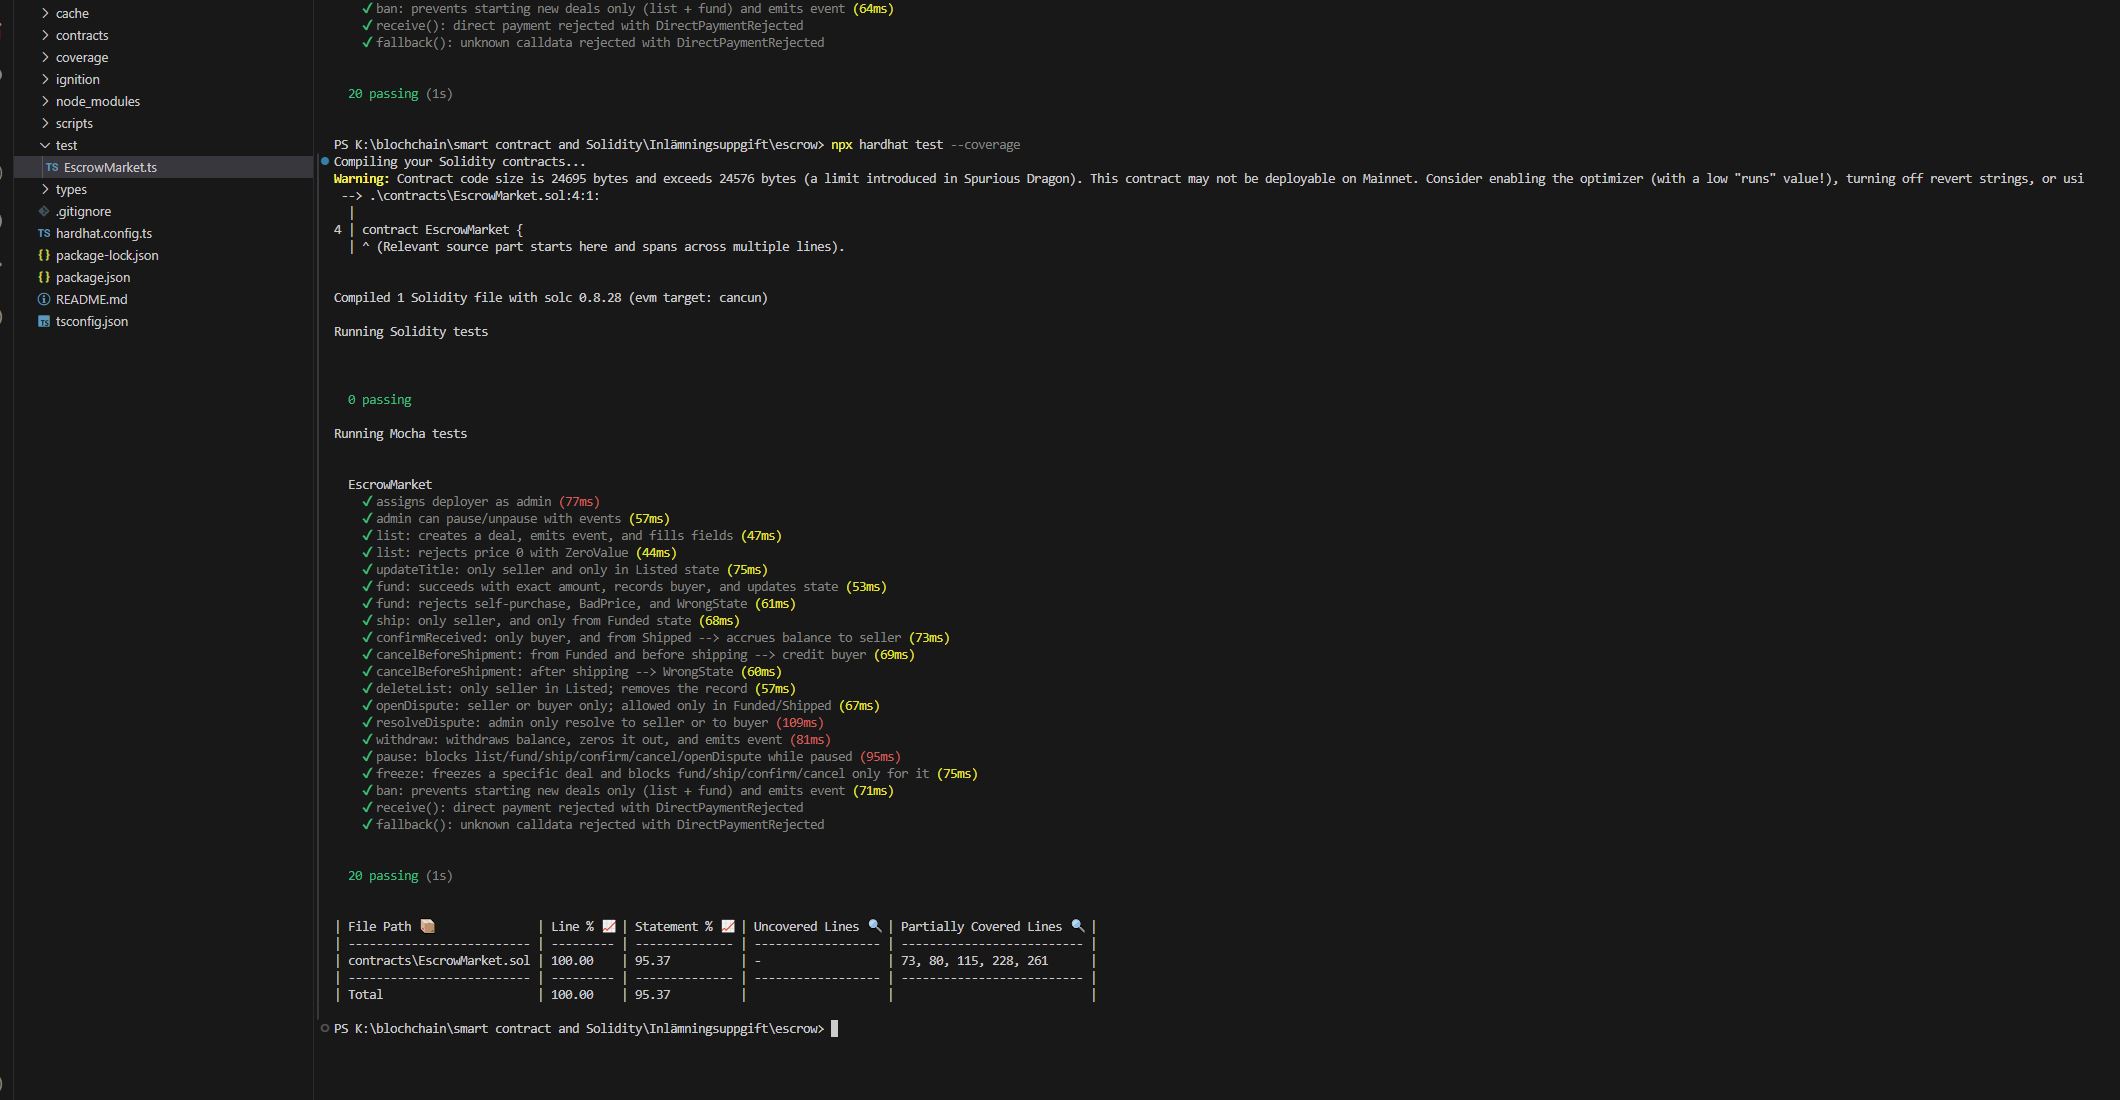 cache
contracts
coverage
ignition
node_modules
scripts
test
TS EscrowMarket.ts
types
.gitignore
TS hardhat.config.ts
{} package-lock.json
{} package.json
README.md
TS tsconfig.json
✓ ban: prevents starting new deals only (list + fund) and emits event (64ms)
✓ receive(): direct payment rejected with DirectPaymentRejected
✓ fallback(): unknown calldata rejected with DirectPaymentRejected
20 passing (1s)
PS K:\blochchain\smart contract and Solidity\Inlämningsuppgift\escrow> npx hardhat test --coverage
Compiling your Solidity contracts...
Warning: Contract code size is 24695 bytes and exceeds 24576 bytes (a limit introduced in Spurious Dragon). This contract may not be deployable on Mainnet. Consider enabling the optimizer (with a low "runs" value!), turning off revert strings, or usi
--> .\contracts\EscrowMarket.sol:4:1:
|
4 | contract EscrowMarket {
| ^ (Relevant source part starts here and spans across multiple lines).
Compiled 1 Solidity file with solc 0.8.28 (evm target: cancun)
Running Solidity tests
0 passing
Running Mocha tests
EscrowMarket
✓ assigns deployer as admin (77ms)
✓ admin can pause/unpause with events (57ms)
✓ list: creates a deal, emits event, and fills fields (47ms)
✓ list: rejects price 0 with ZeroValue (44ms)
✓ updateTitle: only seller and only in Listed state (75ms)
✓ fund: succeeds with exact amount, records buyer, and updates state (53ms)
✓ fund: rejects self-purchase, BadPrice, and WrongState (61ms)
✓ ship: only seller, and only from Funded state (68ms)
✓ confirmReceived: only buyer, and from Shipped --> accrues balance to seller (73ms)
✓ cancelBeforeShipment: from Funded and before shipping --> credit buyer (69ms)
✓ cancelBeforeShipment: after shipping --> WrongState (60ms)
✓ deleteList: only seller in Listed; removes the record (57ms)
✓ openDispute: seller or buyer only; allowed only in Funded/Shipped (67ms)
✓ resolveDispute: admin only resolve to seller or to buyer (109ms)
✓ withdraw: withdraws balance, zeros it out, and emits event (81ms)
✓ pause: blocks list/fund/ship/confirm/cancel/openDispute while paused (95ms)
✓ freeze: freezes a specific deal and blocks fund/ship/confirm/cancel only for it (75ms)
✓ ban: prevents starting new deals only (list + fund) and emits event (71ms)
✓ receive(): direct payment rejected with DirectPaymentRejected
✓ fallback(): unknown calldata rejected with DirectPaymentRejected
20 passing (1s)
| File Path 📦 | Line % 📈 | Statement % 📈 | Uncovered Lines 🔍 | Partially Covered Lines 🔍 |
| -------------------------- | --------- | -------------- | ------------------ | -------------------------- |
| contracts\EscrowMarket.sol | 100.00 | 95.37 | - | 73, 80, 115, 228, 261 |
| -------------------------- | --------- | -------------- | ------------------ | -------------------------- |
| Total | 100.00 | 95.37 | | |
PS K:\blochchain\smart contract and Solidity\Inlämningsuppgift\escrow>